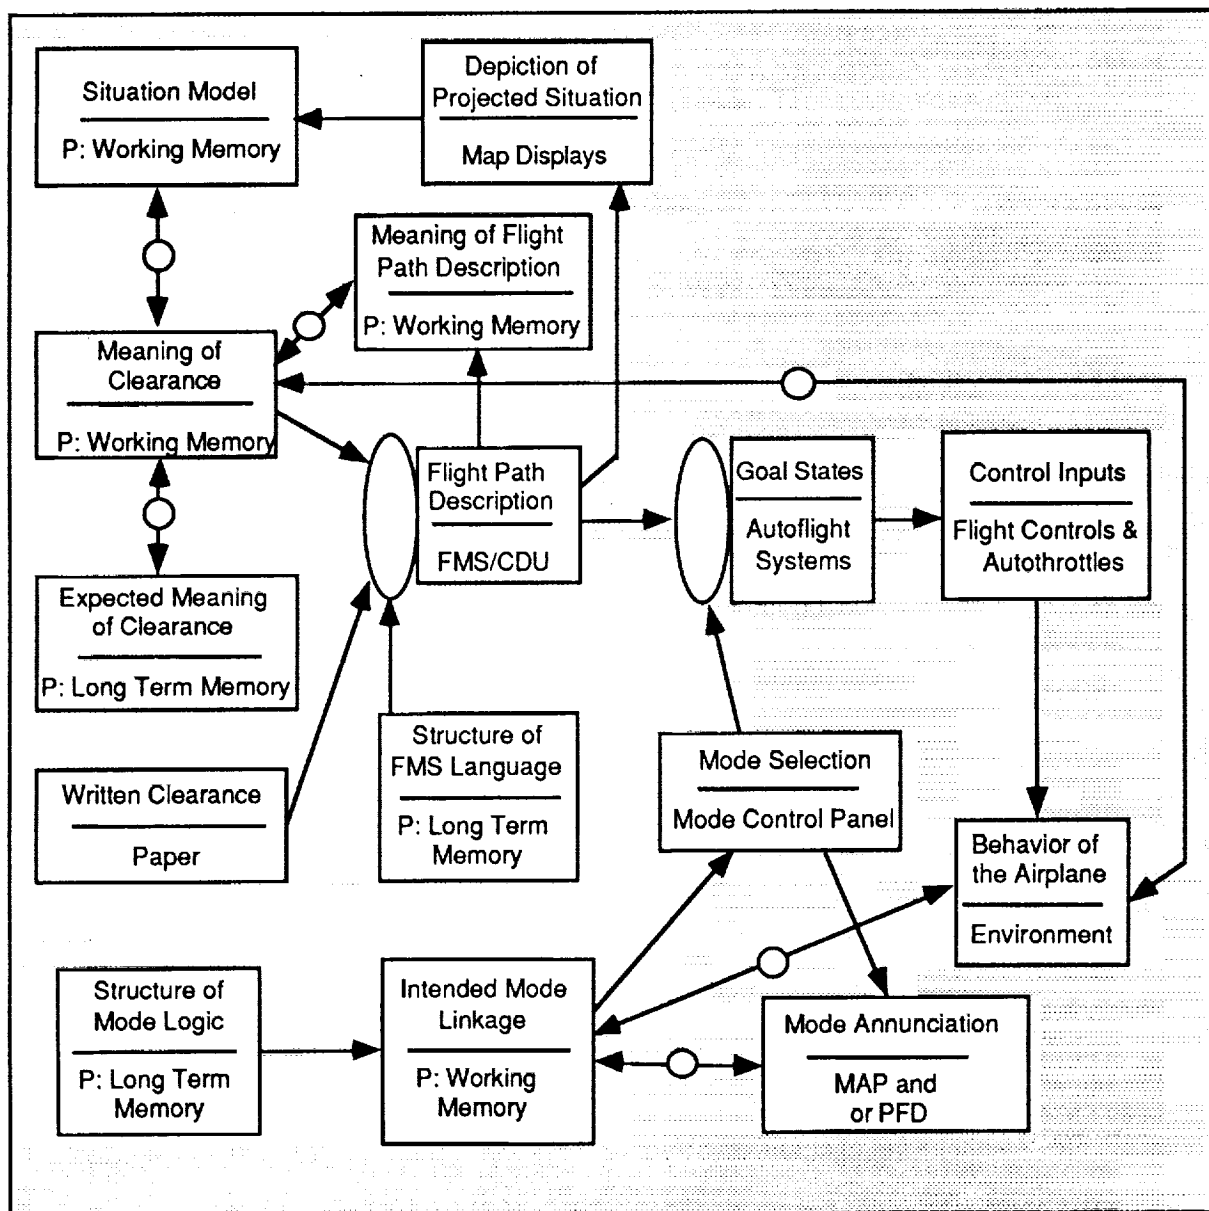 Situation Model
P: Working Memory
Depiction of
Projected Situation
Map Displays
Meaning of Flight
Path Description
P: Working Memory
Meaning of
Clearance
P: Working Memory
Flight Path
Description
FMS/CDU
Goal States
Autoflight
Systems
Control Inputs
Flight Controls &
Autothrottles
Expected Meaning
of Clearance
P: Long Term Memory
Structure of
FMS Language
P: Long Term
Memory
Written Clearance
Paper
Mode Selection
Mode Control Panel
Behavior of
the Airplane
Environment
Structure of
Mode Logic
P: Long Term
Memory
Intended Mode
Linkage
P: Working
Memory
Mode Annunciation
MAP and
or PFD